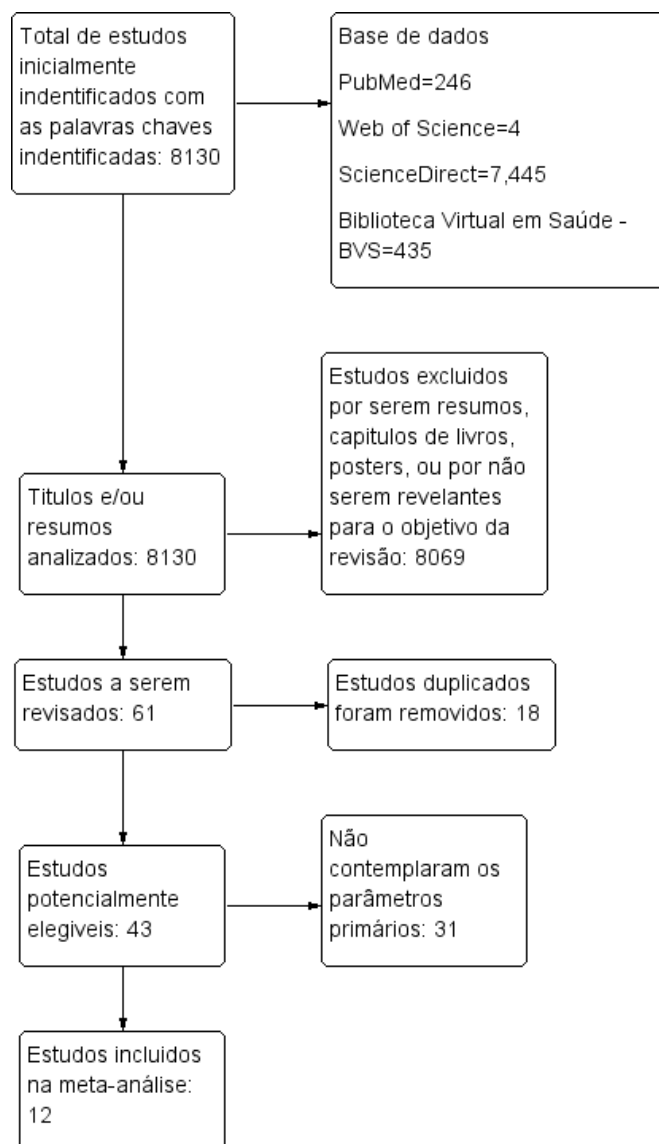 Total de estudos
inicialmente
indentificados com
as palavras chaves
indentificadas: 8130
Base de dados
PubMed=246
Web of Science=4
ScienceDirect=7,445
Biblioteca Virtual em Saúde -
BVS=435
Estudos excluidos
por serem resumos,
capitulos de livros,
posters, ou por não
serem revelantes
para o objetivo da
revisão: 8069
Titulos e/ou
resumos
analizados: 8130
Estudos a serem
revisados: 61
Estudos duplicados
foram removidos: 18
Estudos
potencialmente
elegiveis: 43
Não
contemplaram os
parâmetros
primários: 31
Estudos incluidos
na meta-análise:
12